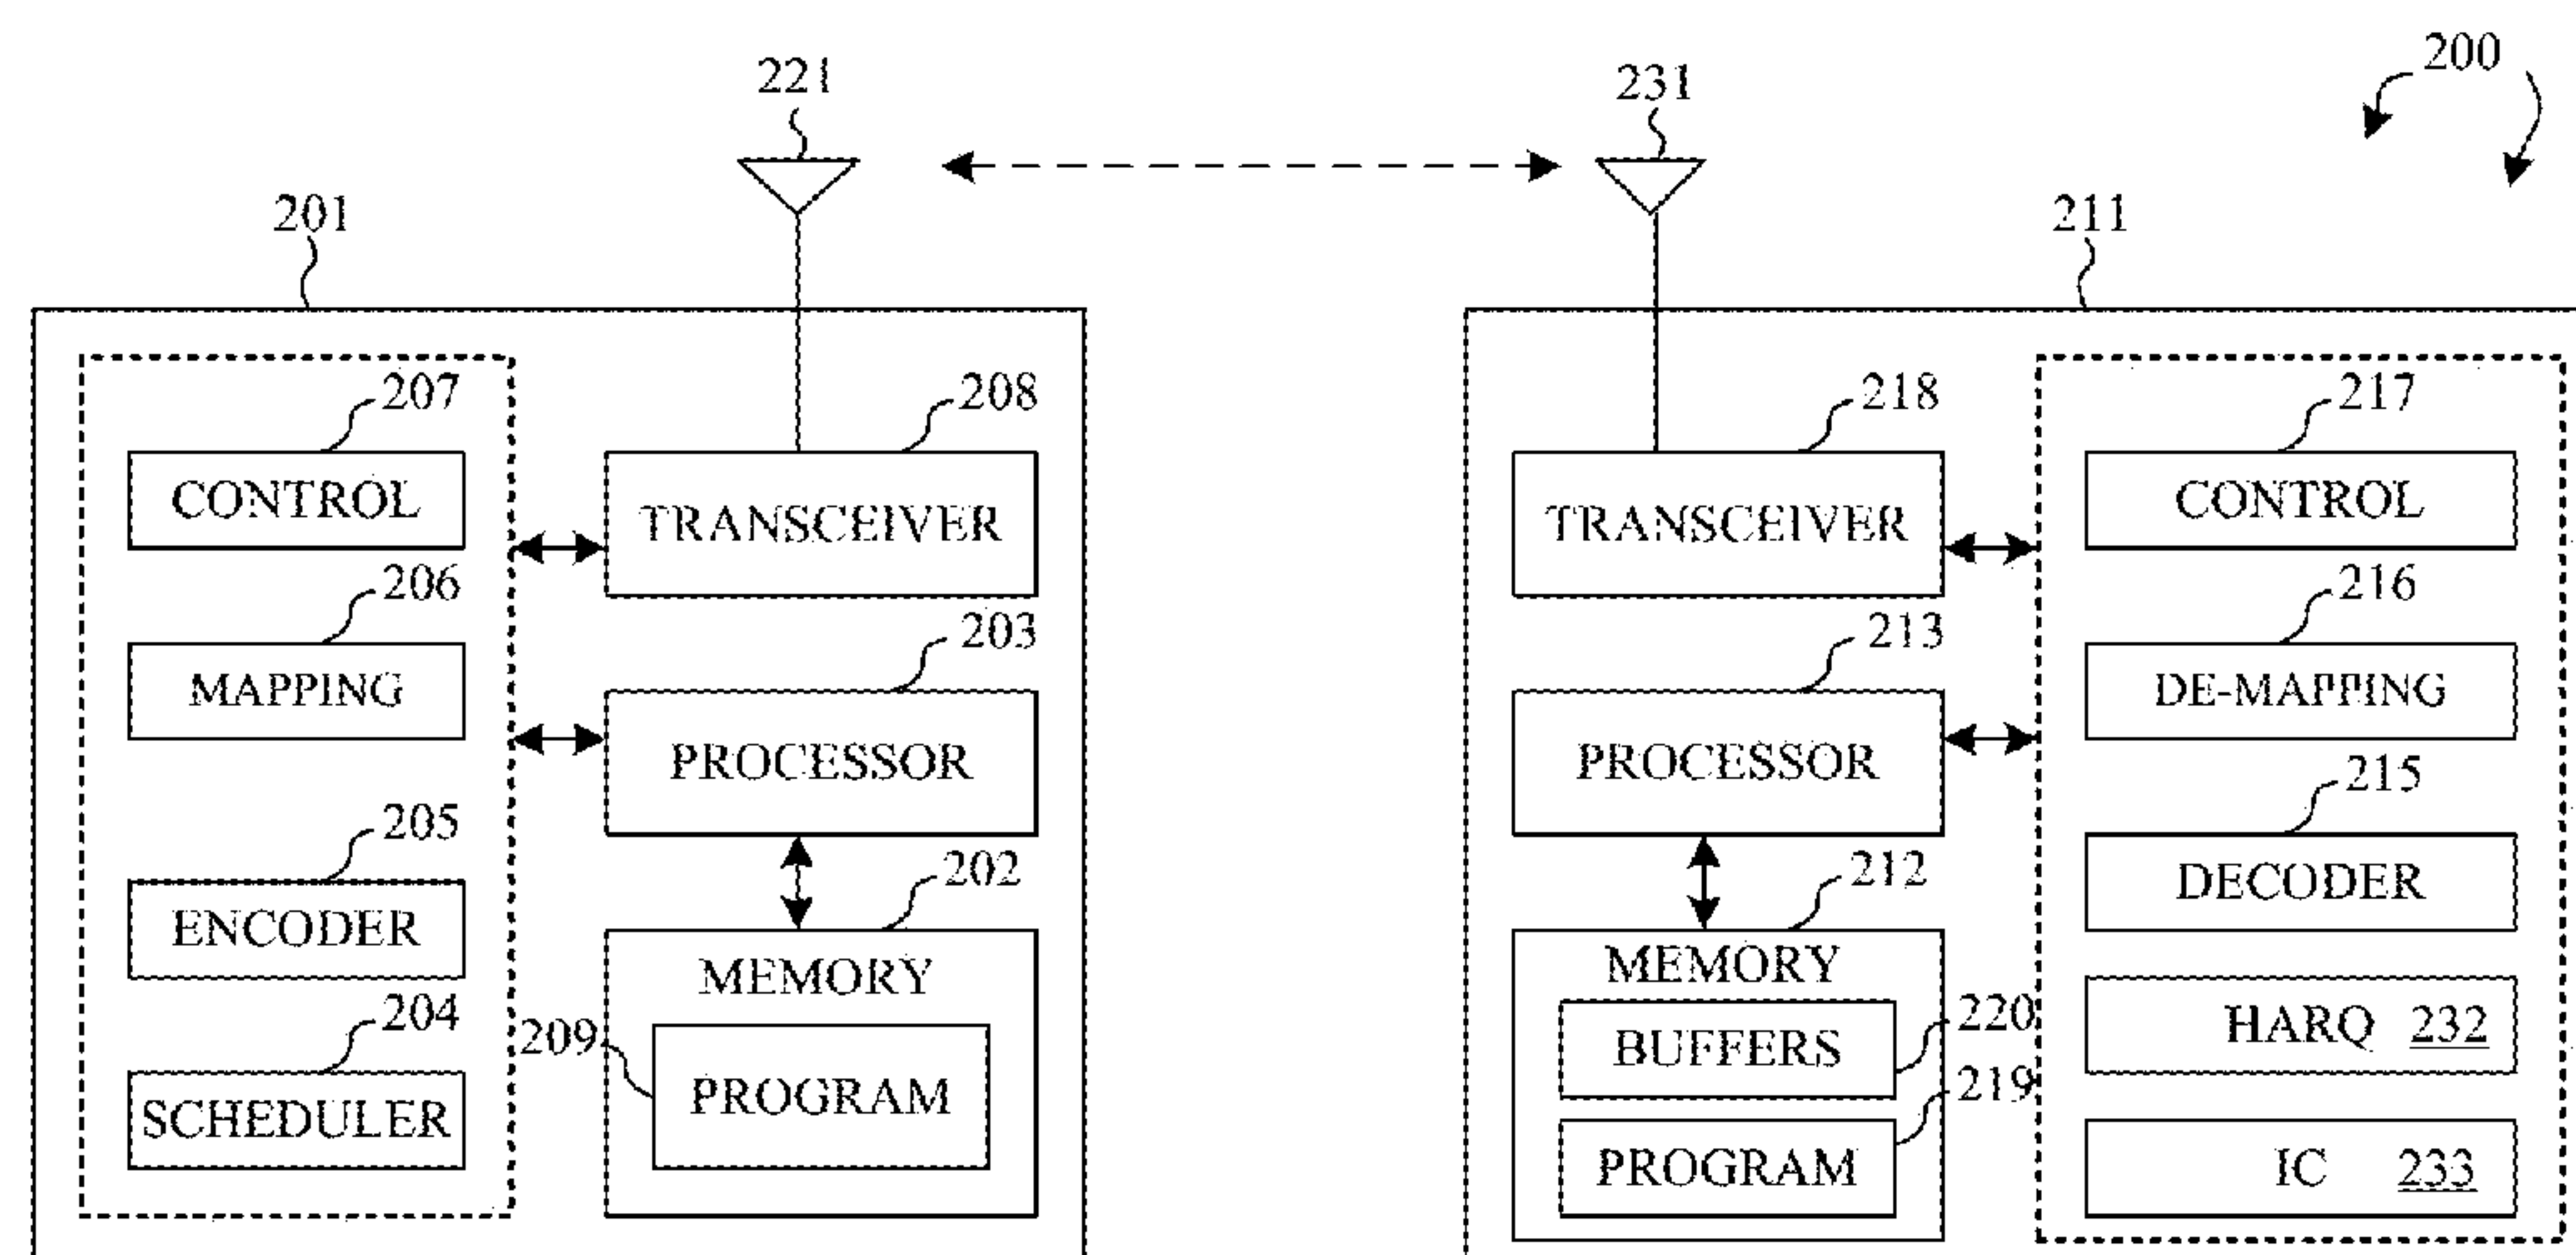 200
221
231
201
211
207
CONTROL
208
TRANSCEIVER
206
MAPPING
203
PROCESSOR
205
ENCODER
202
MEMORY
209
PROGRAM
204
SCHEDULER
218
TRANSCEIVER
217
CONTROL
213
PROCESSOR
216
DE-MAPPING
215
DECODER
212
MEMORY
BUFFERS
220
PROGRAM
219
HARQ 232
IC 233